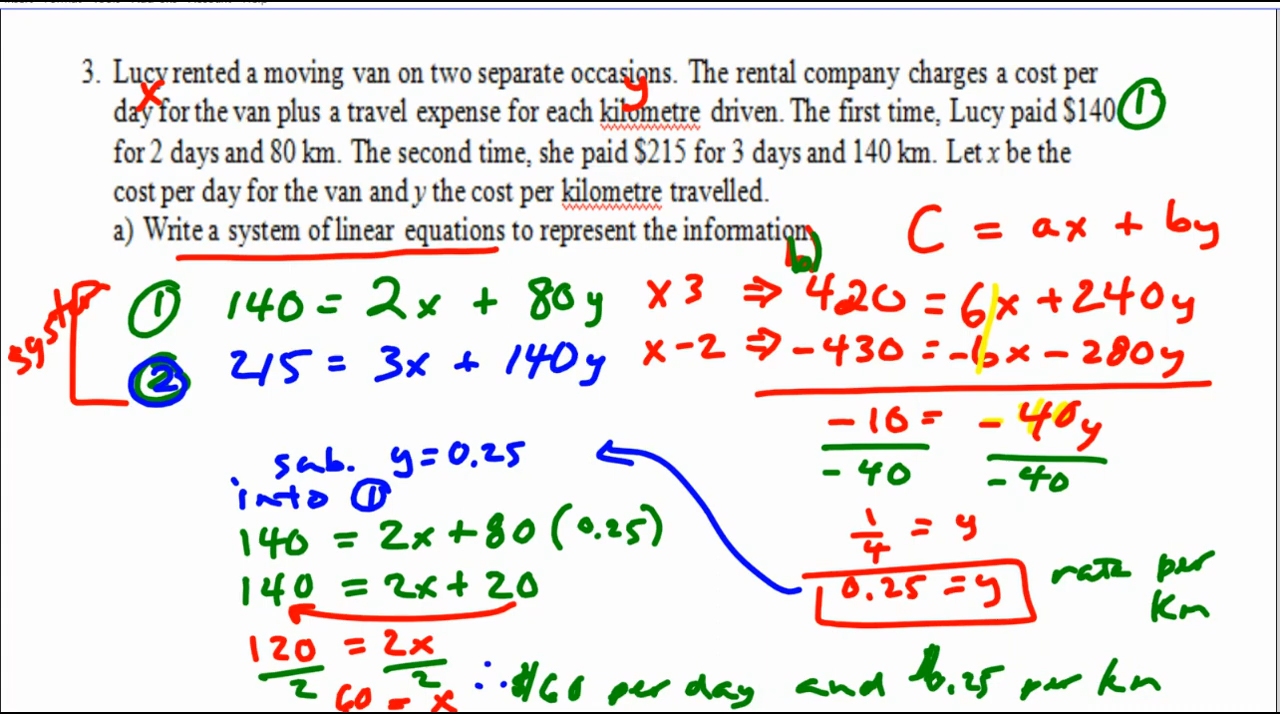 3. Lucy rented a moving van on two separate occasions. The rental company charges a cost per
x y
day for the van plus a travel expense for each kilometre driven. The first time, Lucy paid $140 ①
for 2 days and 80 km. The second time, she paid $215 for 3 days and 140 km. Let x be the
cost per day for the van and y the cost per kilometre travelled.
a) Write a system of linear equations to represent the information.
C = ax + by
b)
system
① 140 = 2x + 80y x 3 ⇒ 420 = 6x + 240y
② 215 = 3x + 140y x -2 ⇒ -430 = -6x - 280y
-10 = -40y
-40 -40
sub. y = 0.25
into ①
1/4 = y
140 = 2x + 80 (0.25)
0.25 = y rate per
km
140 = 2x + 20
120 = 2x
2 2
60 = x
∴ $60 per day and $0.25 per km